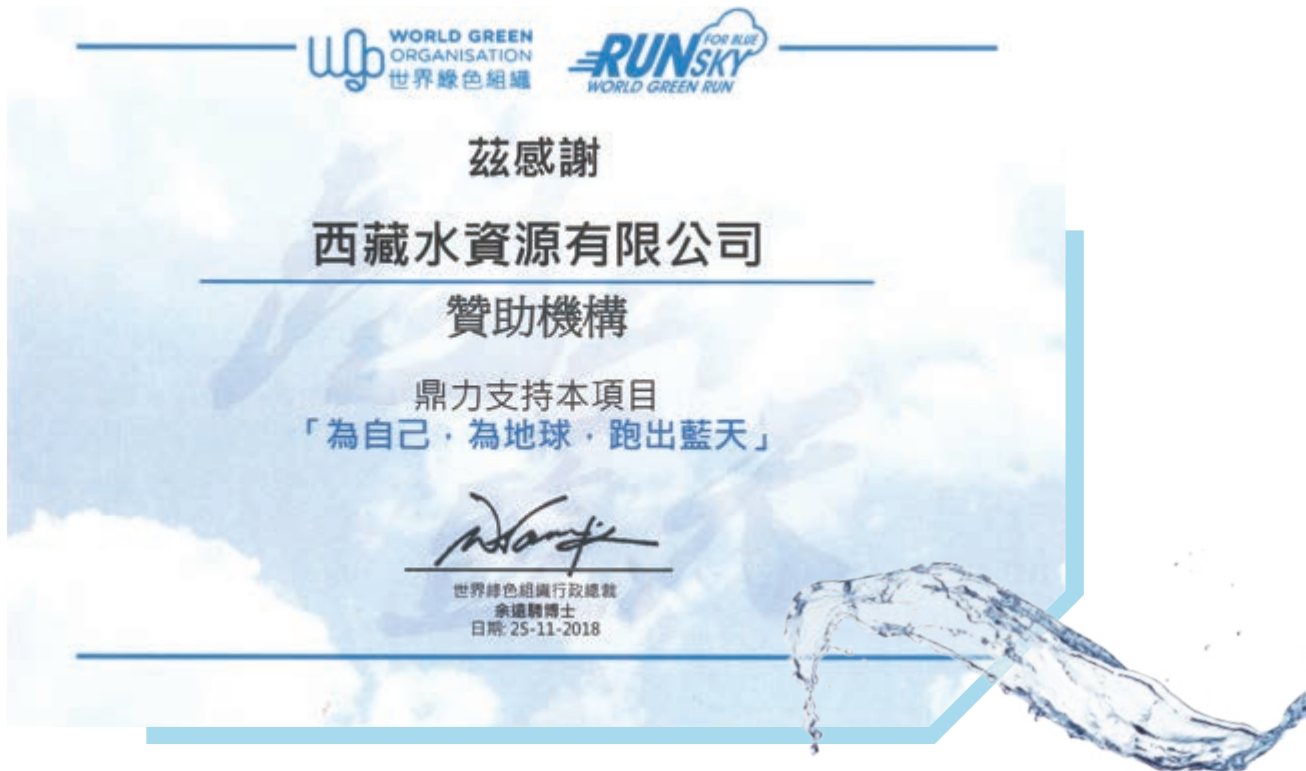 WORLD GREEN
ORGANISATION
世界綠色組織
RUN FOR BLUE SKY
WORLD GREEN RUN
茲感謝
西藏水資源有限公司
贊助機構
鼎力支持本項目
「為自己，為地球，跑出藍天」
世界綠色組織行政總裁
余遠騁博士
日期: 25-11-2018